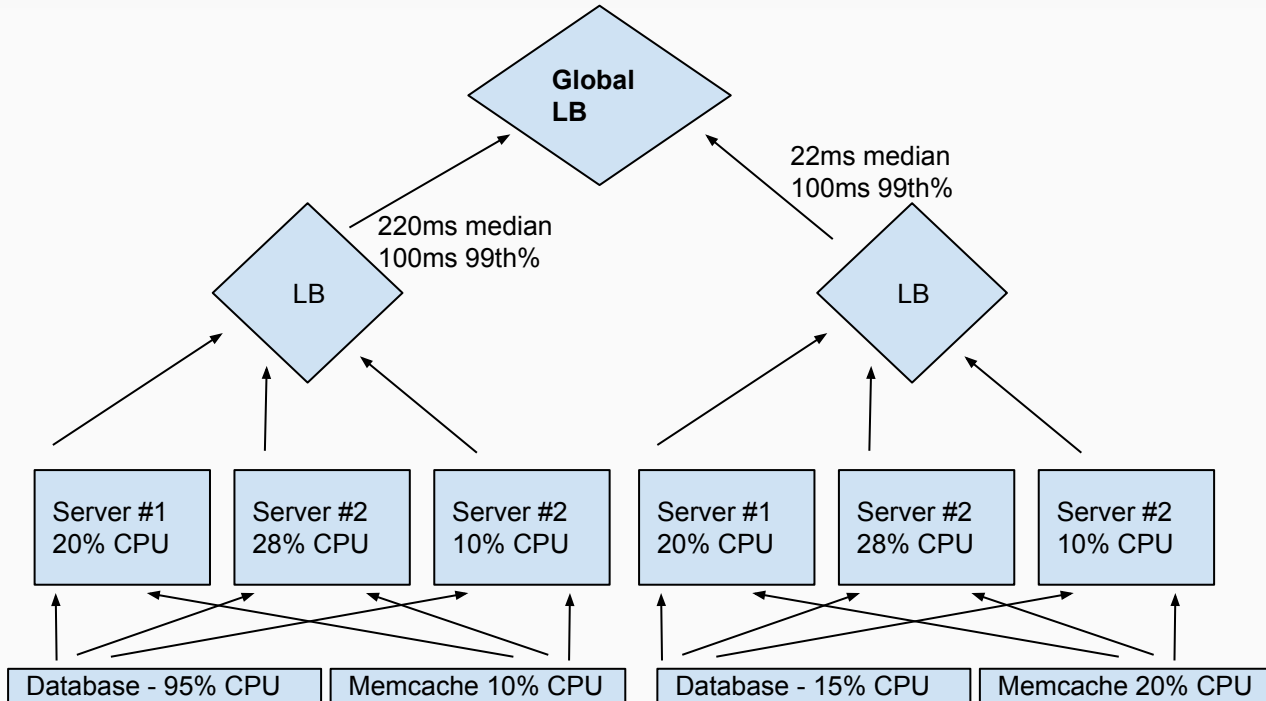 Global
LB
22ms median
100ms 99th%
220ms median
100ms 99th%
LB
LB
Server #1
20% CPU
Server #2
28% CPU
Server #2
10% CPU
Server #1
20% CPU
Server #2
28% CPU
Server #2
10% CPU
Database - 95% CPU
Memcache 10% CPU
Database - 15% CPU
Memcache 20% CPU